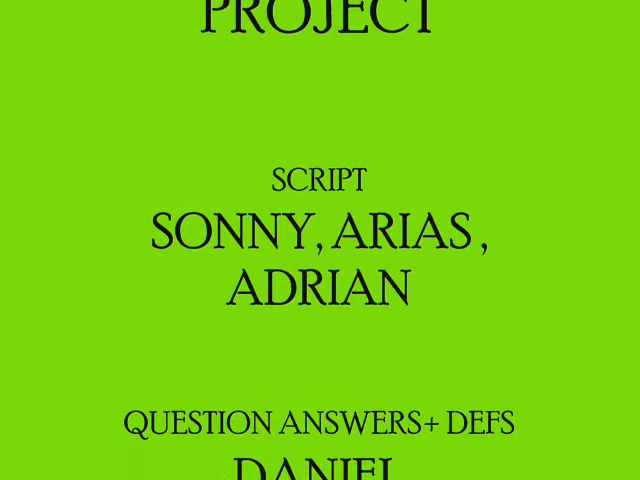 PROJECT
SCRIPT
SONNY, ARIAS,
ADRIAN
QUESTION ANSWERS+ DEFS
DANIEL